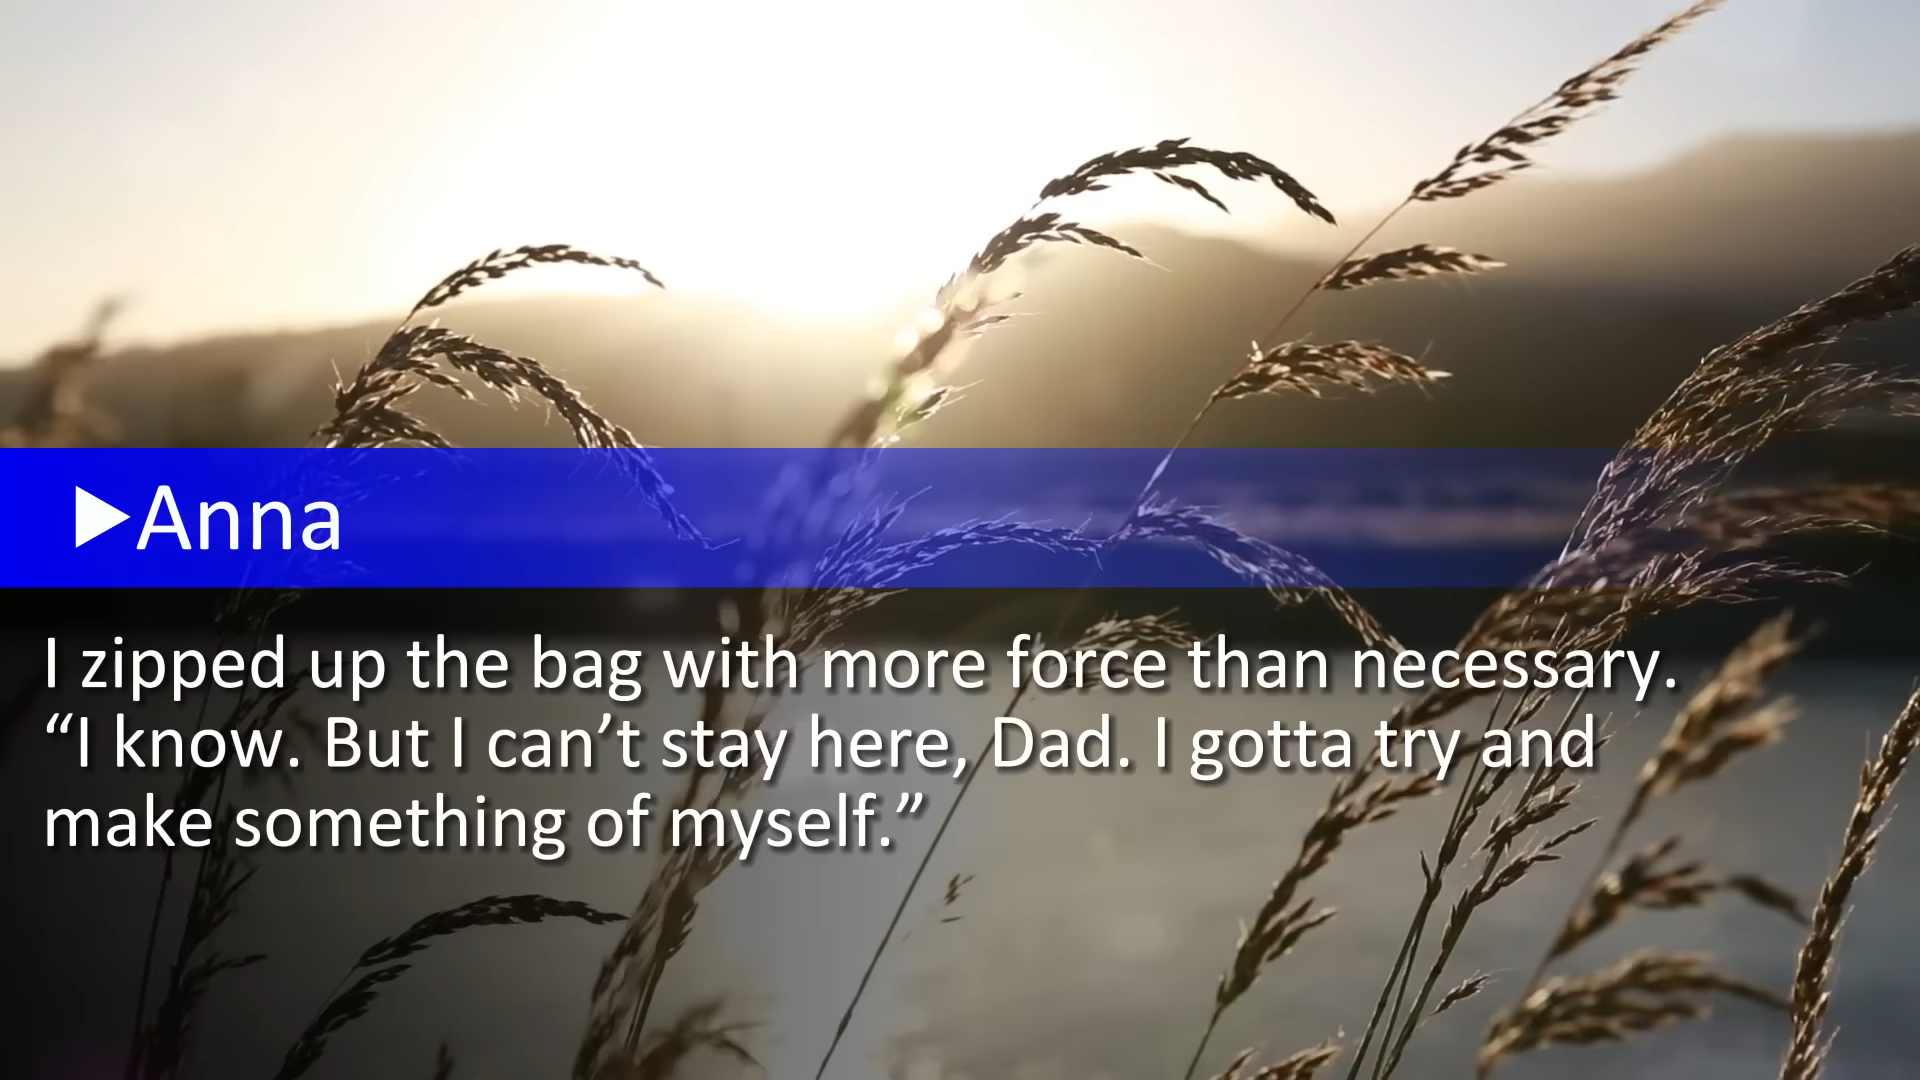 ▶Anna
I zipped up the bag with more force than necessary.
“I know. But I can’t stay here, Dad. I gotta try and
make something of myself.”